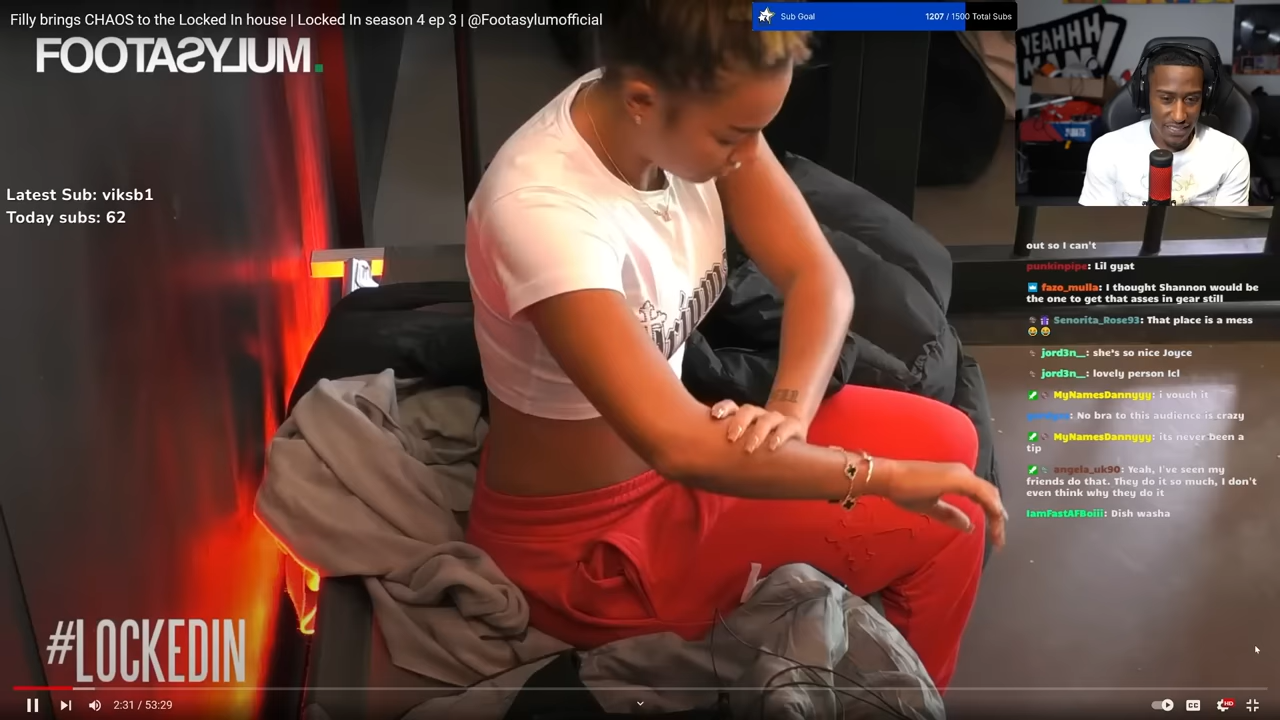 Filly brings CHAOS to the Locked In house | Locked In season 4 ep 3 | @Footasylumofficial
FOOTASYLUM.
Sub Goal
1207 / 1500 Total Subs
YEAHHH
MAN!
Latest Sub: viksb1
Today subs: 62
out so I can't
punkinpipe: Lil gyat
fazo_mulla: I thought Shannon would be
the one to get that asses in gear still
Senorita_Rose93: That place is a mess
😂😂
jord3n__: she's so nice Joyce
jord3n__: lovely person Icl
MyNamesDannyyy: i vouch it
: No bra to this audience is crazy
MyNamesDannyyy: its never been a
tip
angela_uk90: Yeah, I've seen my
friends do that. They do it so much, I don't
even think why they do it
IamFastAFBoiii: Dish washa
#LOCKEDIN
2:31 / 53:29
CC
HD